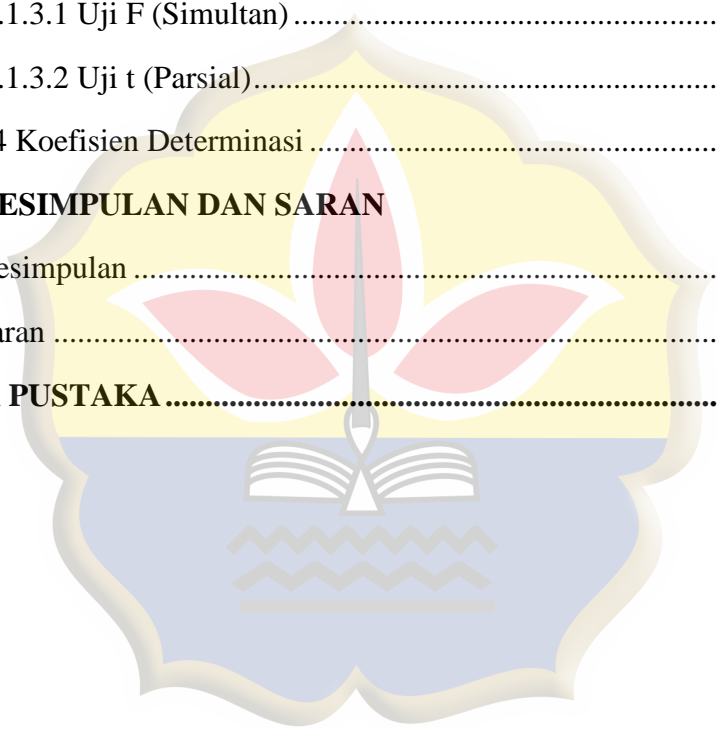 .1.3.1 Uji F (Simultan) ........................................................
.1.3.2 Uji t (Parsial)..............................................................
4 Koefisien Determinasi ......................................................
ESIMPULAN DAN SARAN
esimpulan ..............................................................................
aran ........................................................................................
PUSTAKA ......................................................................